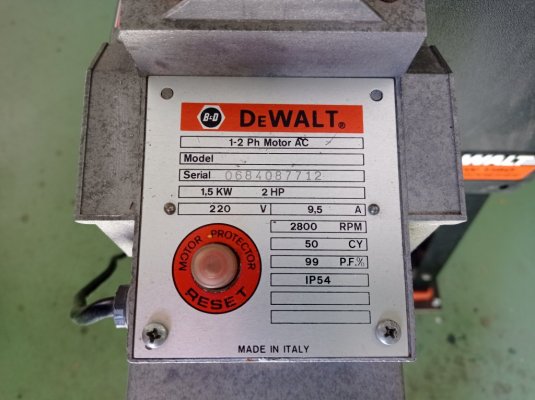 B&D DEWALT®
1-2 Ph Motor AC
Model
Serial 0684087712
1,5 KW 2 HP
220 V 9,5 A
2800 RPM
50 CY
99 P.F.%
IP54
MOTOR PROTECTOR
RESET
MADE IN ITALY